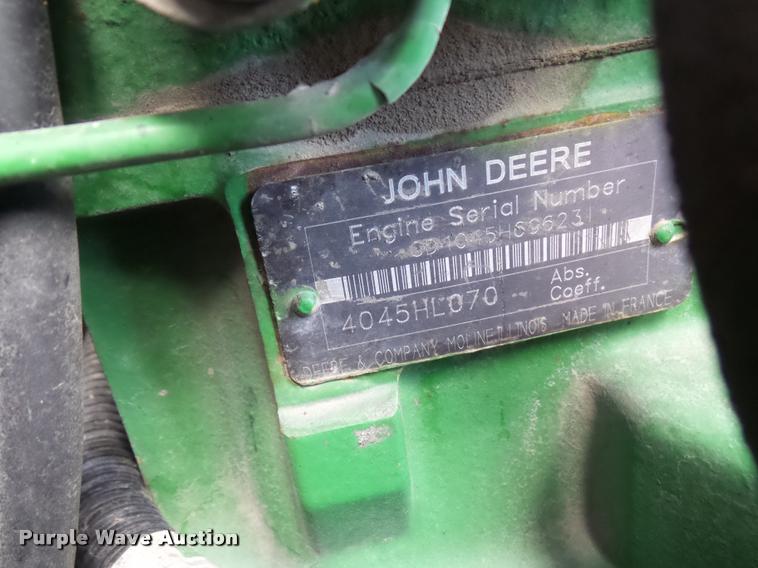 JOHN DEERE
Engine Serial Number
4045HL070
Abs.
Coeff.
DEERE & COMPANY MOLINE ILLINOIS MADE IN FRANCE
Purple Wave Auction